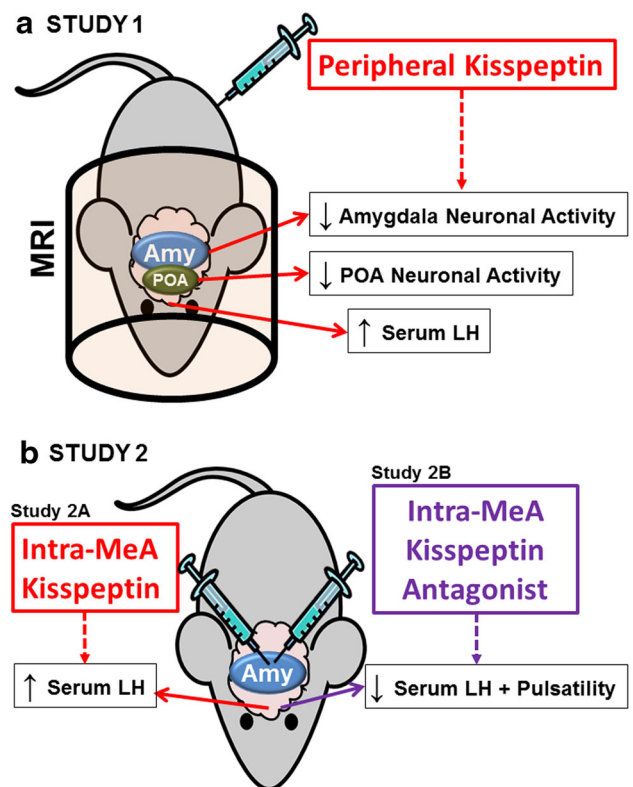 a STUDY 1
Peripheral Kisspeptin
MRI
Amy
POA
↓ Amygdala Neuronal Activity
↓ POA Neuronal Activity
↑ Serum LH
b STUDY 2
Study 2A
Intra-MeA
Kisspeptin
↑ Serum LH
Amy
Study 2B
Intra-MeA
Kisspeptin
Antagonist
↓ Serum LH + Pulsatility